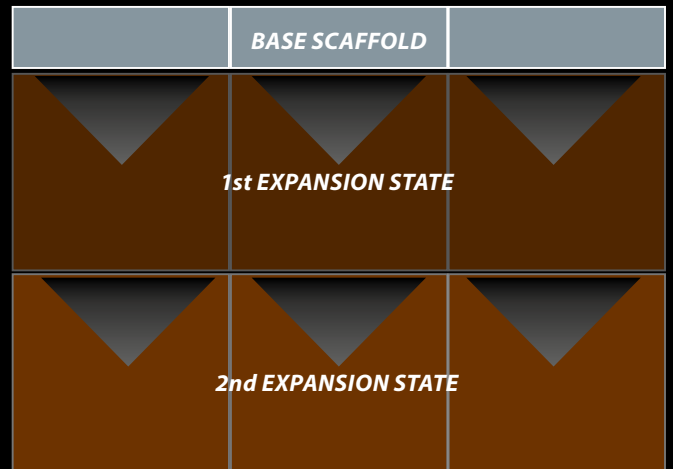 BASE SCAFFOLD
1st EXPANSION STATE
2nd EXPANSION STATE